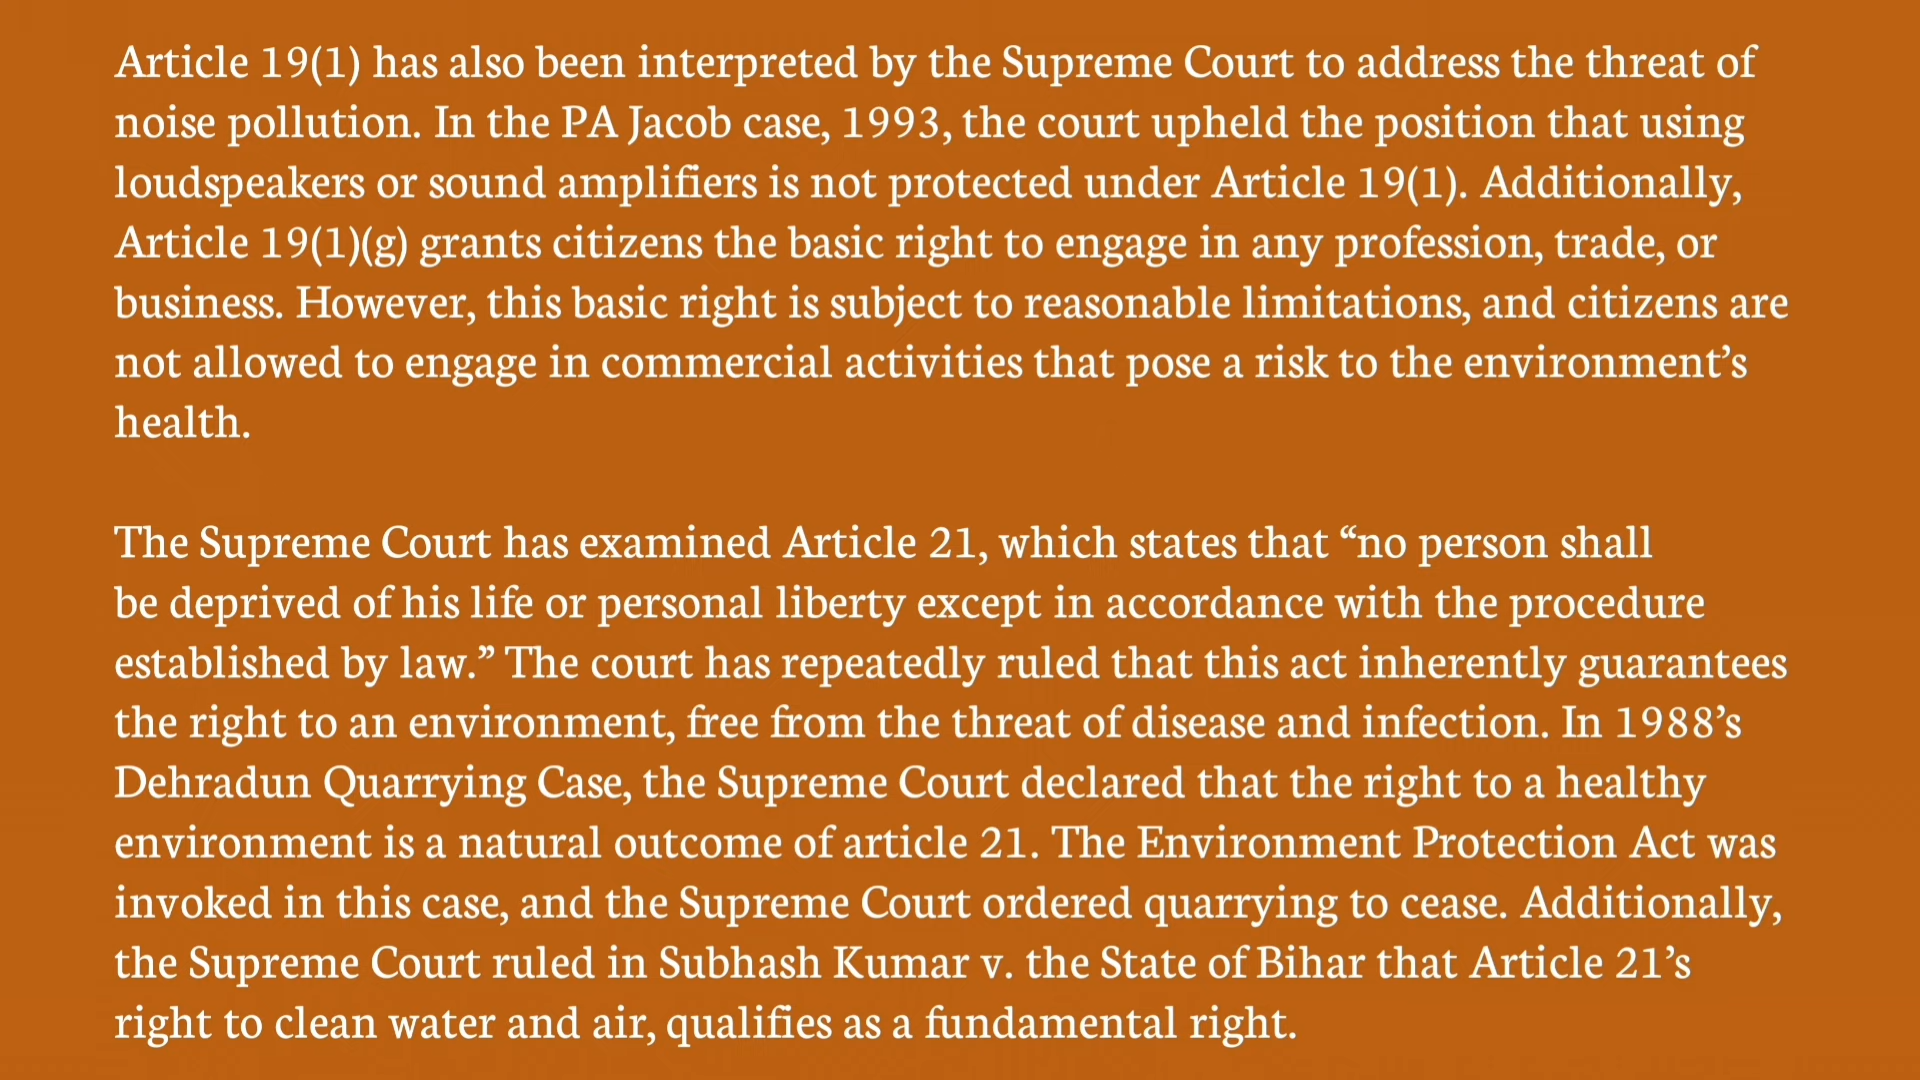 Article 19(1) has also been interpreted by the Supreme Court to address the threat of
noise pollution. In the PA Jacob case, 1993, the court upheld the position that using
loudspeakers or sound amplifiers is not protected under Article 19(1). Additionally,
Article 19(1)(g) grants citizens the basic right to engage in any profession, trade, or
business. However, this basic right is subject to reasonable limitations, and citizens are
not allowed to engage in commercial activities that pose a risk to the environment’s
health.
The Supreme Court has examined Article 21, which states that “no person shall
be deprived of his life or personal liberty except in accordance with the procedure
established by law.” The court has repeatedly ruled that this act inherently guarantees
the right to an environment, free from the threat of disease and infection. In 1988’s
Dehradun Quarrying Case, the Supreme Court declared that the right to a healthy
environment is a natural outcome of article 21. The Environment Protection Act was
invoked in this case, and the Supreme Court ordered quarrying to cease. Additionally,
the Supreme Court ruled in Subhash Kumar v. the State of Bihar that Article 21’s
right to clean water and air, qualifies as a fundamental right.